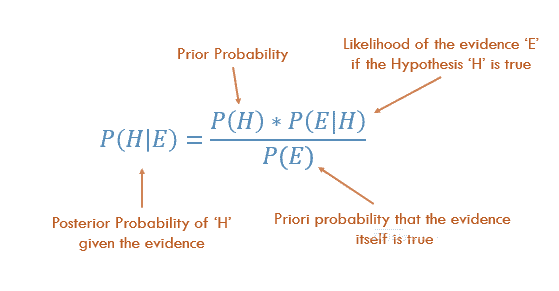 Prior Probability
Likelihood of the evidence ‘E’
if the Hypothesis ‘H’ is true
P(H|E) = P(H) ∗ P(E|H)
P(E)
Posterior Probability of ‘H’
given the evidence
Priori probability that the evidence
itself is true